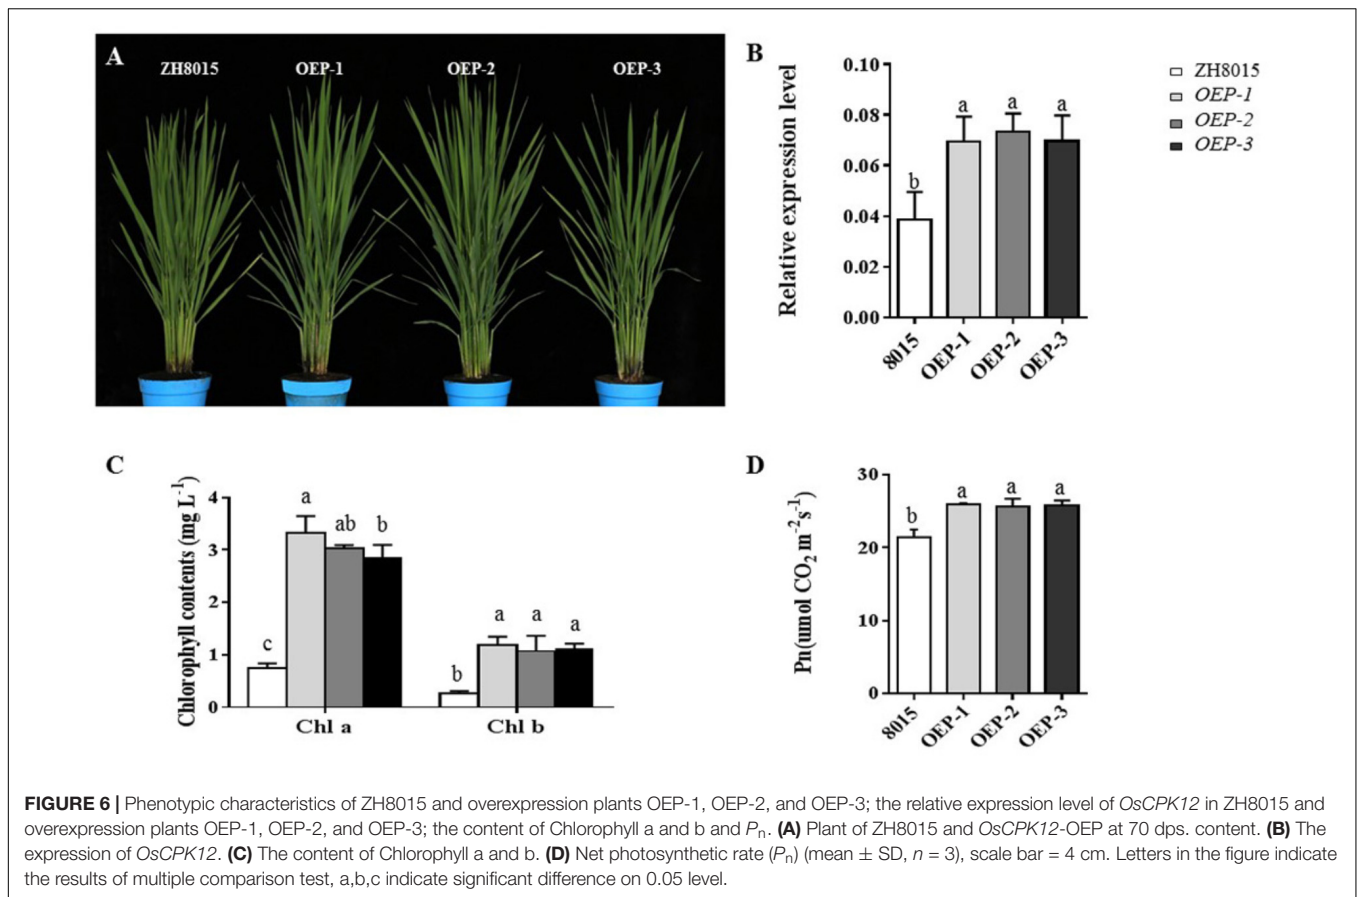 A
ZH8015 OEP-1 OEP-2 OEP-3
B
Relative expression level
0.10
0.08
0.06
0.04
0.02
0.00
b a a a
8015 OEP-1 OEP-2 OEP-3
ZH8015
OEP-1
OEP-2
OEP-3
C
Chlorophyll contents (mg L⁻¹)
4
3
2
1
0
c a ab b
b a a a
Chl a Chl b
D
Pn(umol CO₂ m⁻²s⁻¹)
30
20
10
0
b a a a
8015 OEP-1 OEP-2 OEP-3
FIGURE 6 | Phenotypic characteristics of ZH8015 and overexpression plants OEP-1, OEP-2, and OEP-3; the relative expression level of OsCPK12 in ZH8015 and
overexpression plants OEP-1, OEP-2, and OEP-3; the content of Chlorophyll a and b and Pₙ. (A) Plant of ZH8015 and OsCPK12-OEP at 70 dps. content. (B) The
expression of OsCPK12. (C) The content of Chlorophyll a and b. (D) Net photosynthetic rate (Pₙ) (mean ± SD, n = 3), scale bar = 4 cm. Letters in the figure indicate
the results of multiple comparison test, a,b,c indicate significant difference on 0.05 level.